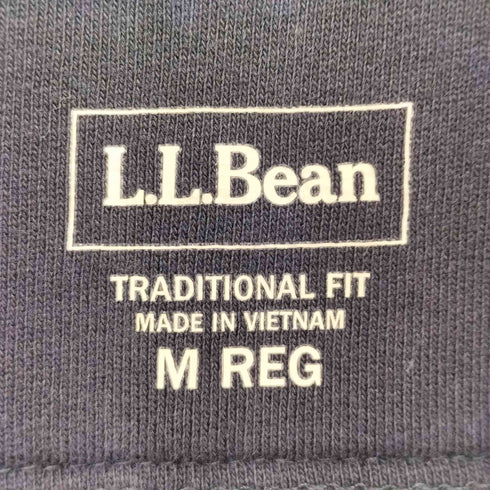 L.L.Bean
TRADITIONAL FIT
MADE IN VIETNAM
M REG